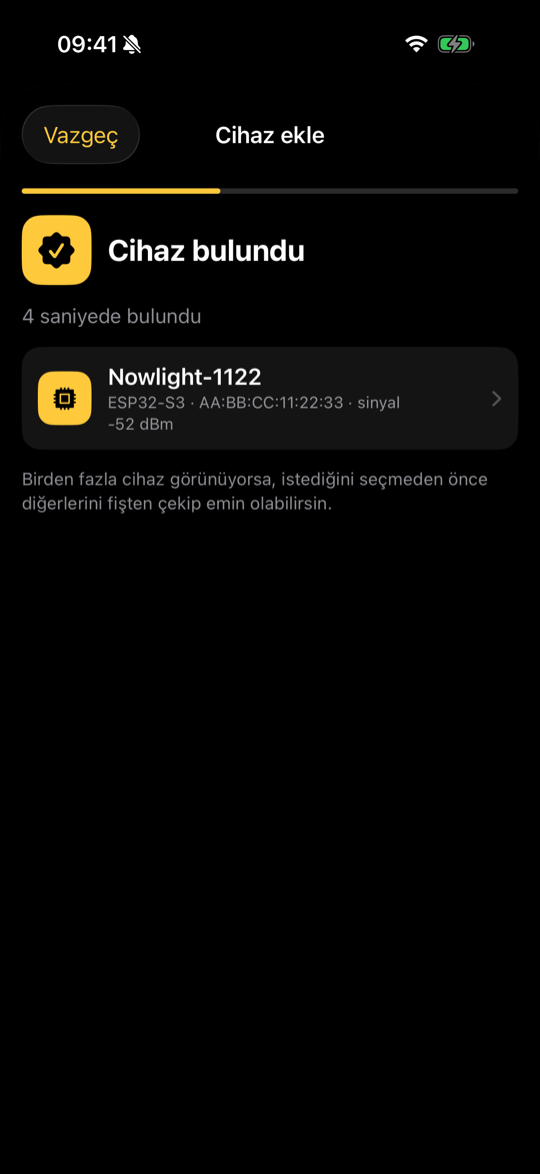 09:41
Vazgeç
Cihaz ekle
Cihaz bulundu
4 saniyede bulundu
Nowlight-1122
ESP32-S3 · AA:BB:CC:11:22:33 · sinyal
-52 dBm
Birden fazla cihaz görünüyorsa, istediğini seçmeden önce
diğerlerini fişten çekip emin olabilirsin.